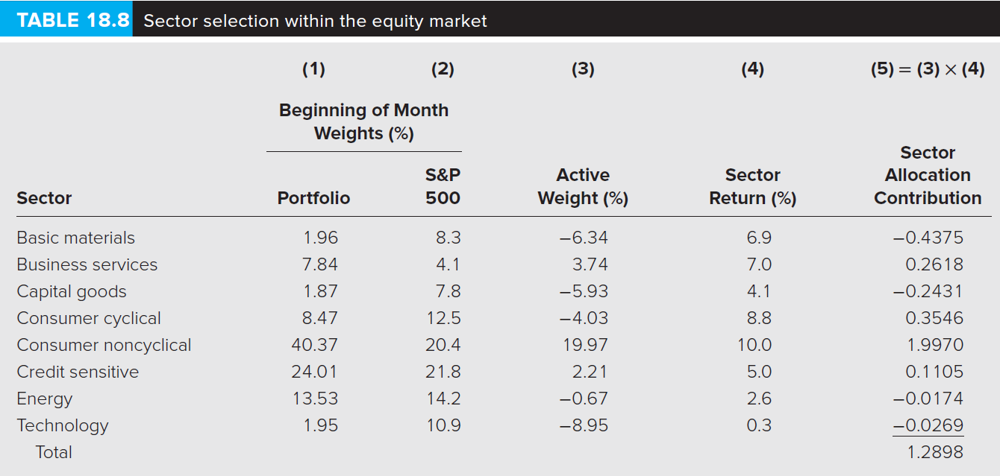 TABLE 18.8 Sector selection within the equity market
(1) (2) (3) (4) (5) = (3) × (4)
Beginning of Month
Weights (%)
Sector
S&P Active Sector Allocation
Sector Portfolio 500 Weight (%) Return (%) Contribution
Basic materials 1.96 8.3 −6.34 6.9 −0.4375
Business services 7.84 4.1 3.74 7.0 0.2618
Capital goods 1.87 7.8 −5.93 4.1 −0.2431
Consumer cyclical 8.47 12.5 −4.03 8.8 0.3546
Consumer noncyclical 40.37 20.4 19.97 10.0 1.9970
Credit sensitive 24.01 21.8 2.21 5.0 0.1105
Energy 13.53 14.2 −0.67 2.6 −0.0174
Technology 1.95 10.9 −8.95 0.3 −0.0269
Total 1.2898